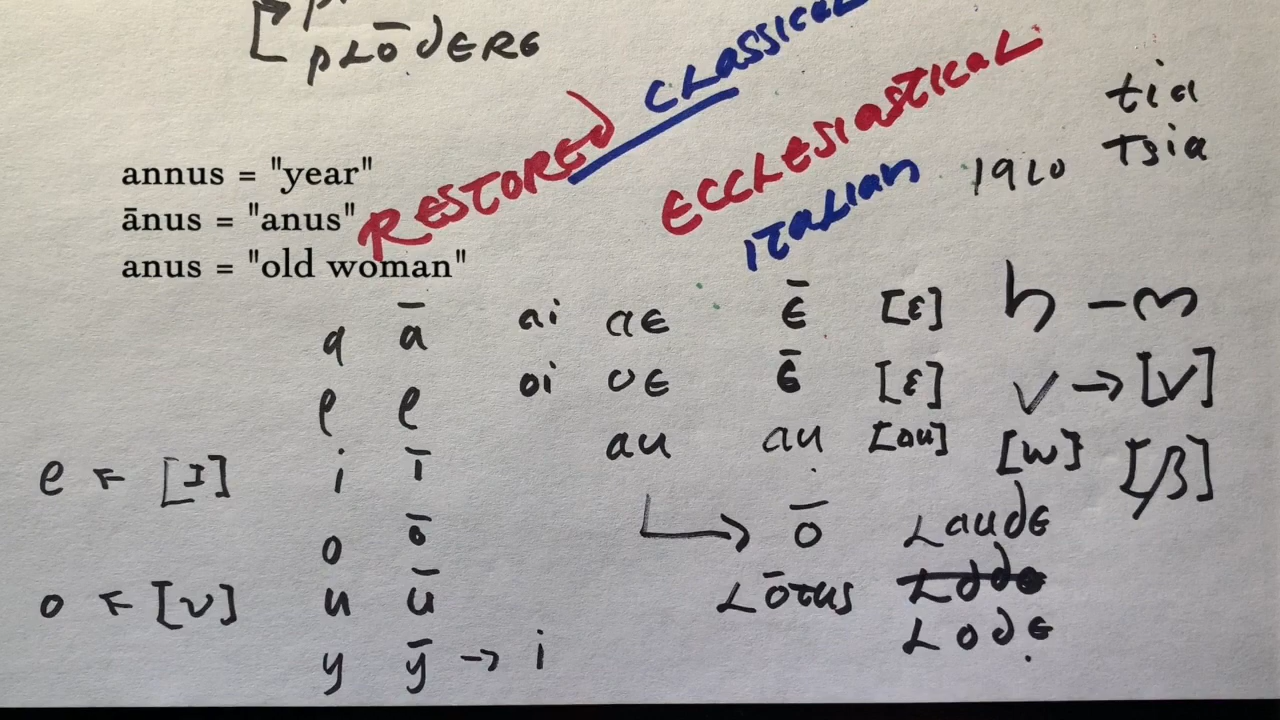 plōdere
RESTORED CLASSICAL
ECCLESIASTICAL
ITALIAN
1910
tia
tsia
annus = "year"
ānus = "anus"
anus = "old woman"
a ā ai ae ē [ɛ] h –m
e e oi oe ē [ɛ] v → [v]
au au [au] [w] [β]
e ← [ɪ] i ī
o ō → ō Laude
o ← [ʊ] u ū Lōtus
y ȳ → i Lode